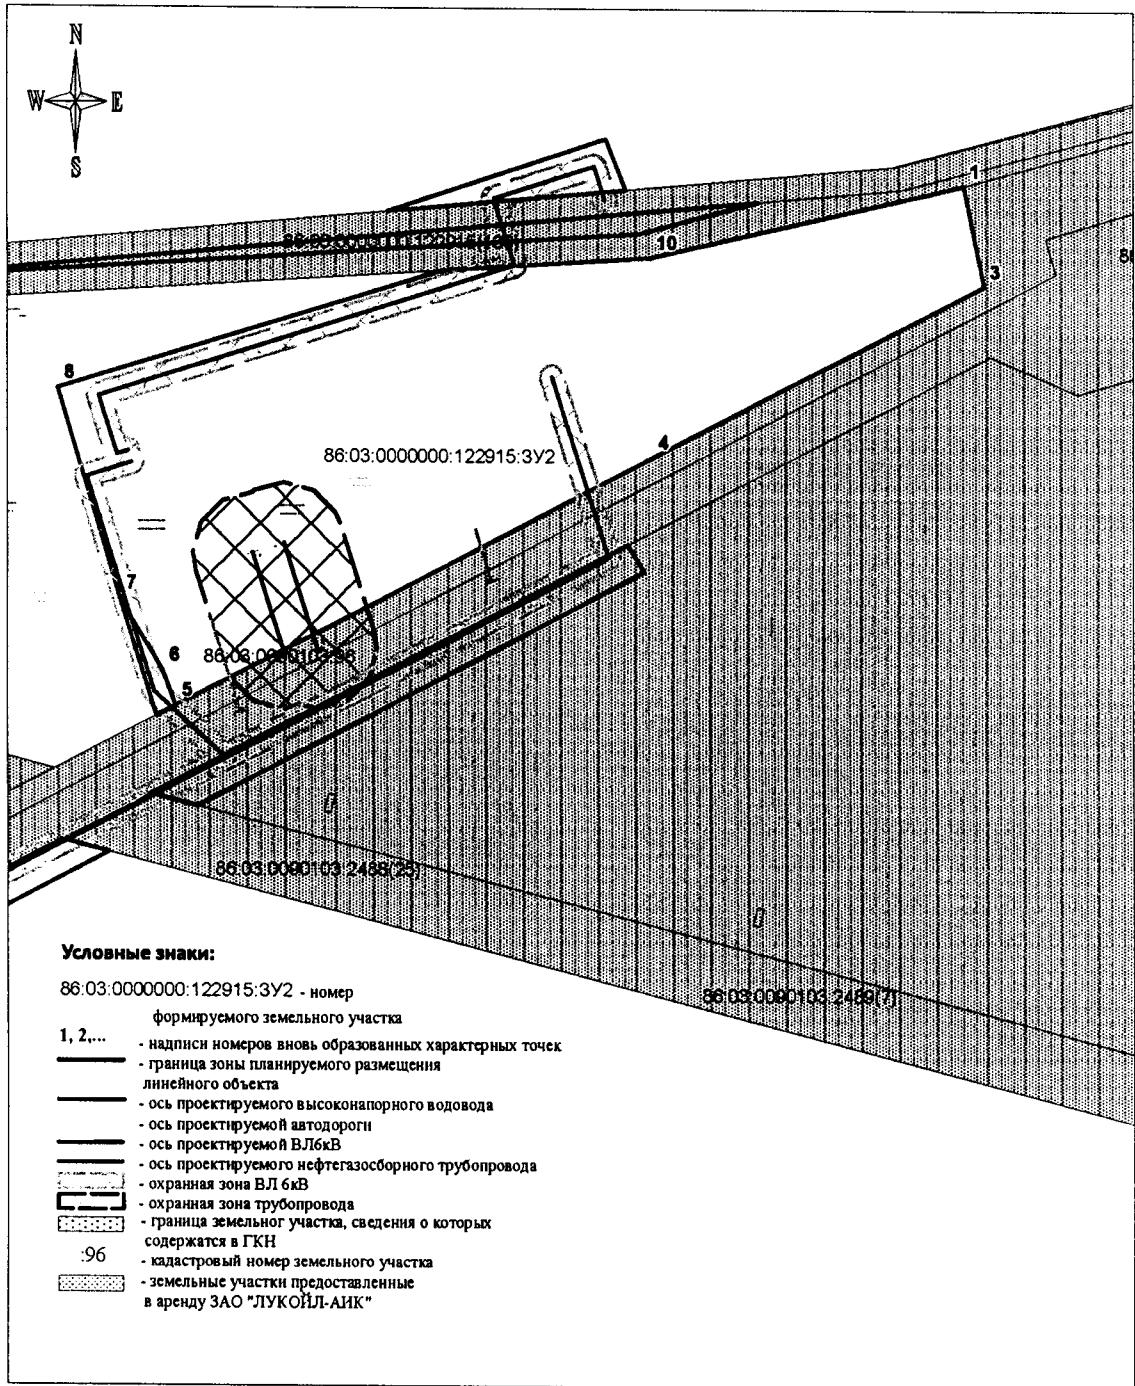 N
W E
S
1
10
3
8
86:03:0000000:122915:ЗУ2
4
7
6
5
86:03:0090103:2488(25)
86:03:0090103:2489(7)
Условные знаки:
86:03:0000000:122915:ЗУ2 - номер
формируемого земельного участка
1, 2,... - надписи номеров вновь образованных характерных точек
- граница зоны планируемого размещения
линейного объекта
- ось проектируемого высоконапорного водовода
- ось проектируемой автодороги
- ось проектируемой ВЛ6кВ
- ось проектируемого нефтегазосборного трубопровода
- охранная зона ВЛ 6кВ
- охранная зона трубопровода
- граница земельног участка, сведения о которых
содержатся в ГКН
:96 - кадастровый номер земельного участка
- земельные участки предоставленные
в аренду ЗАО "ЛУКОЙЛ-АИК"